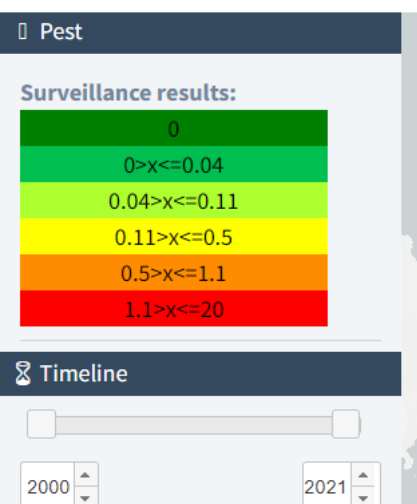 Pest
Surveillance results:
0
0>x<=0.04
0.04>x<=0.11
0.11>x<=0.5
0.5>x<=1.1
1.1>x<=20
Timeline
2000 2021